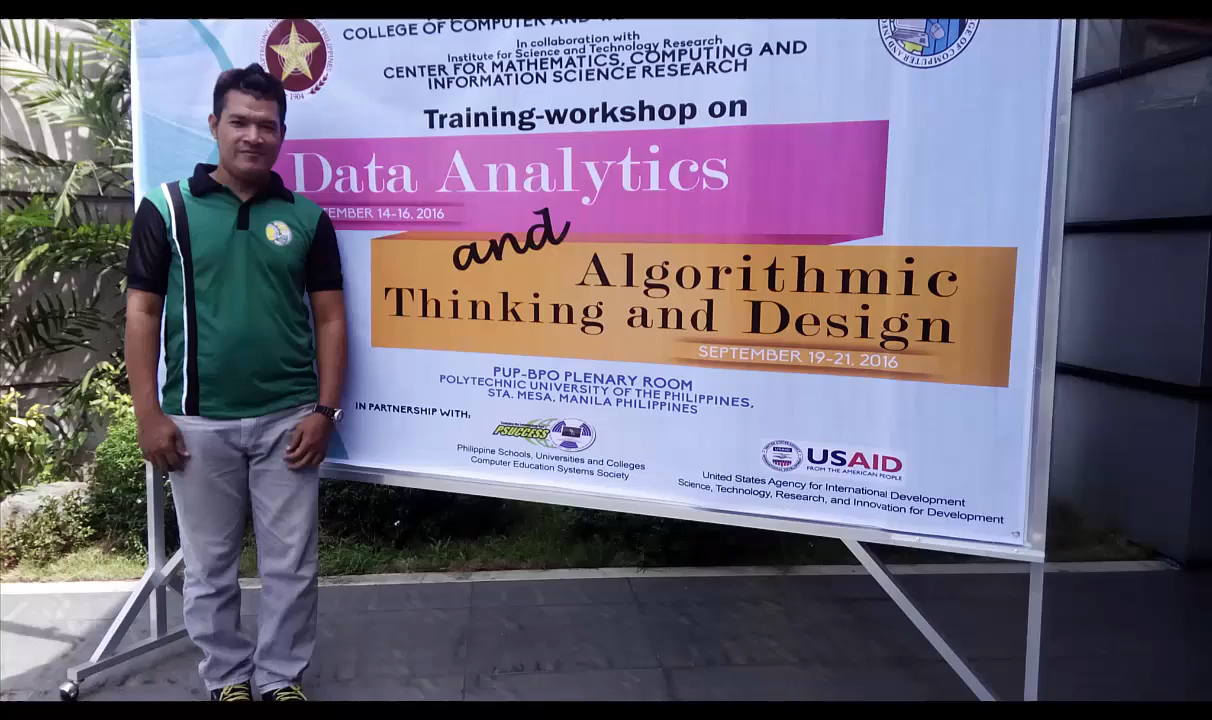 COLLEGE OF COMPUTER AND
In collaboration with
Institute for Science and Technology Research
CENTER FOR MATHEMATICS, COMPUTING AND
INFORMATION SCIENCE RESEARCH
1904
Training-workshop on
Data Analytics
TEMBER 14-16, 2016
and
Algorithmic
Thinking and Design
SEPTEMBER 19-21, 2016
PUP-BPO PLENARY ROOM
POLYTECHNIC UNIVERSITY OF THE PHILIPPINES,
STA. MESA, MANILA PHILIPPINES
IN PARTNERSHIP WITH:
PSUCCESS
Philippine Schools, Universities and Colleges
Computer Education Systems Society
USAID
FROM THE AMERICAN PEOPLE
United States Agency for International Development
Science, Technology, Research, and Innovation for Development